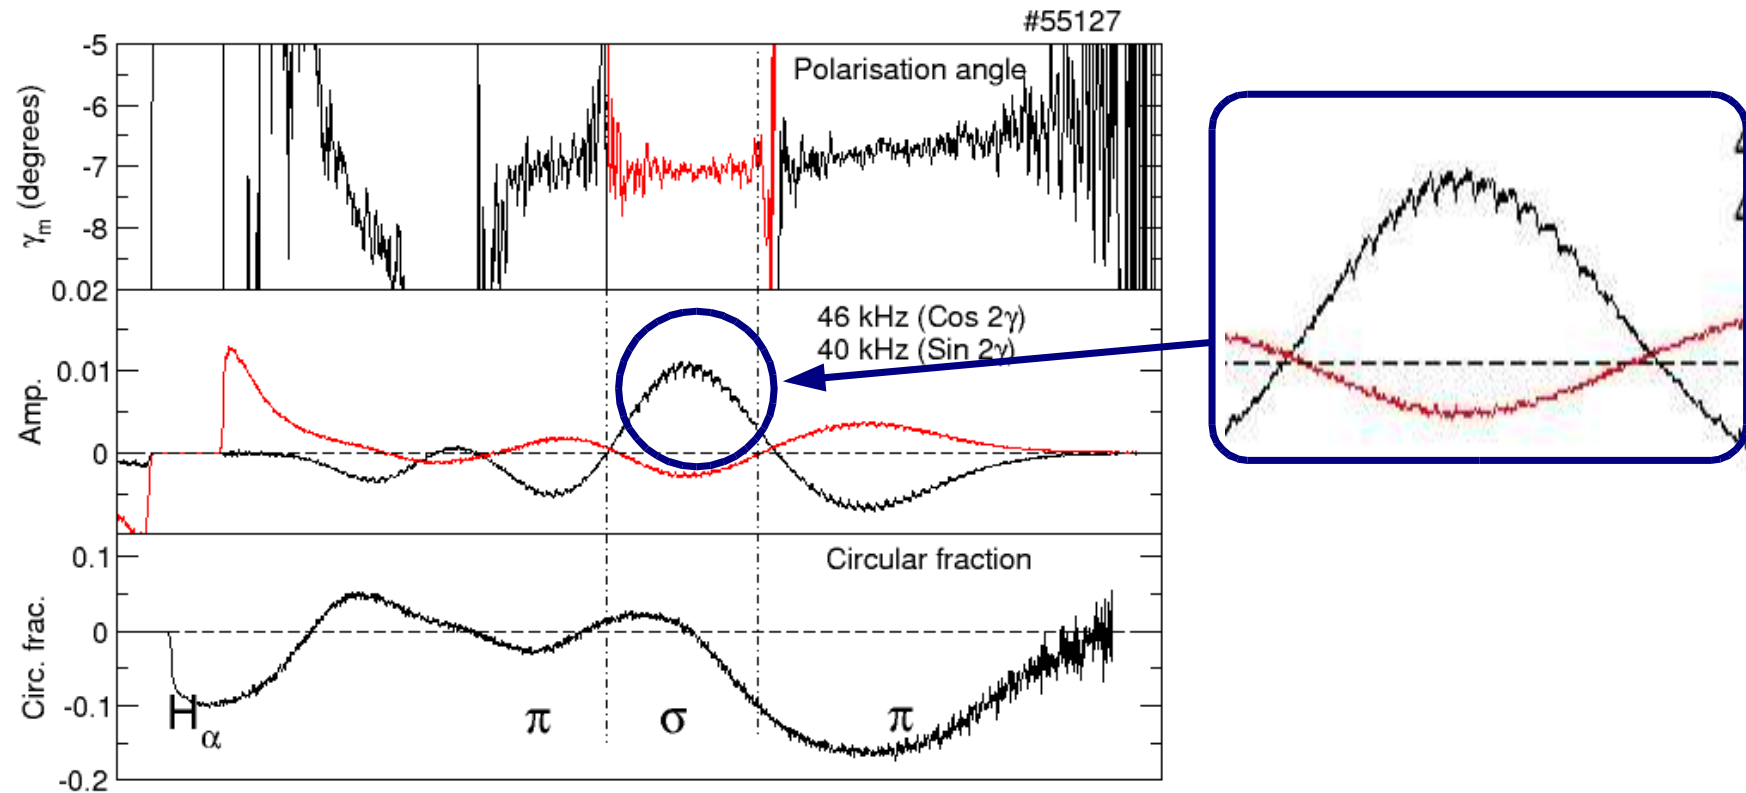 #55127
-5
Polarisation angle
-6
-7
-8
γm (degrees)
0.02
46 kHz (Cos 2γ)
40 kHz (Sin 2γ)
0.01
0
Amp.
0.1
Circular fraction
0
-0.1
-0.2
Circ. frac.
Hα
π
σ
π